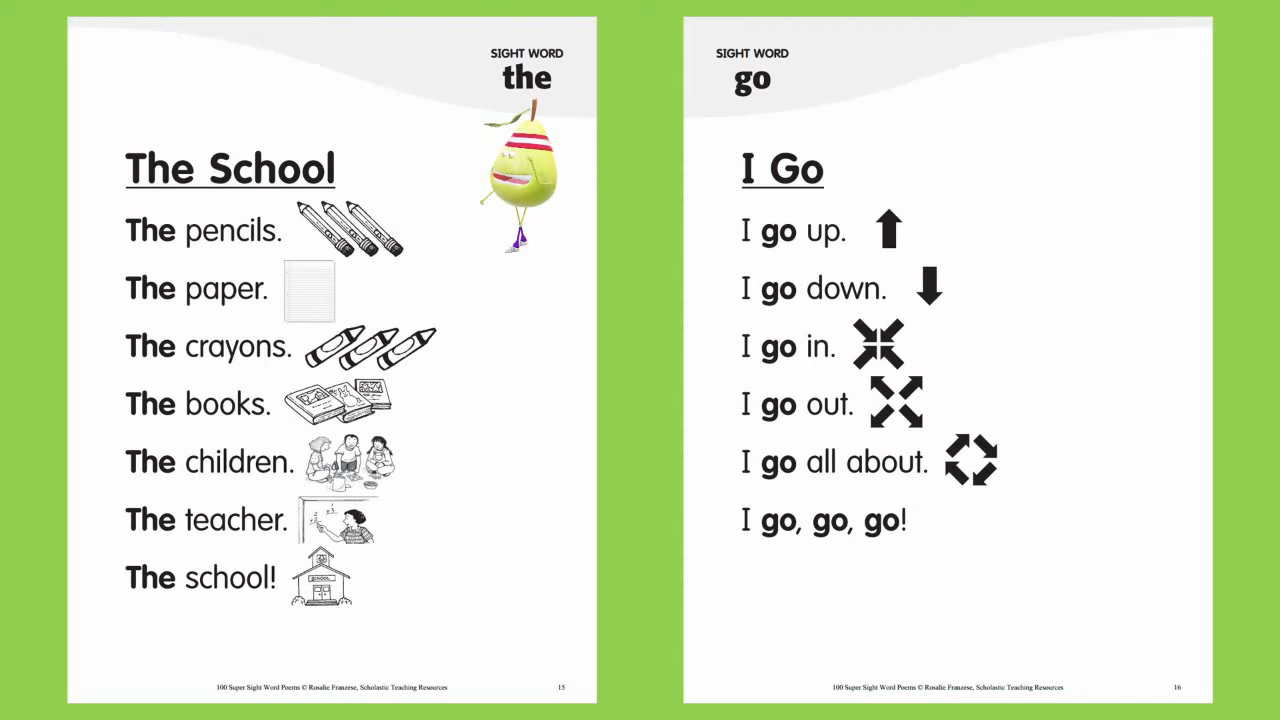 SIGHT WORD
the
The School
The pencils.
The paper.
The crayons.
The books.
The children.
The teacher.
The school!
SCHOOL
100 Super Sight Word Poems © Rosalie Franzese, Scholastic Teaching Resources
15
SIGHT WORD
go
I Go
I go up.
I go down.
I go in.
I go out.
I go all about.
I go, go, go!
100 Super Sight Word Poems © Rosalie Franzese, Scholastic Teaching Resources
16